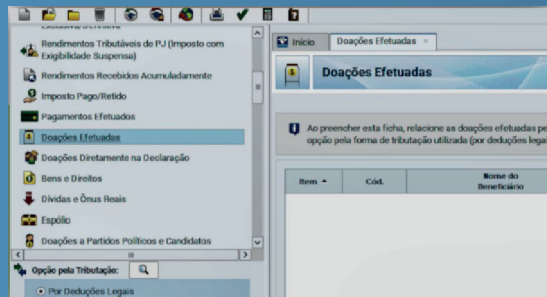 Rendimentos Tributáveis de PJ (Imposto com
Exigibilidade Suspensa)
Rendimentos Recebidos Acumuladamente
Imposto Pago/Retido
Pagamentos Efetuados
Doações Efetuadas
Doações Diretamente na Declaração
Bens e Direitos
Dívidas e Ônus Reais
Espólio
Doações a Partidos Políticos e Candidatos
Opção pela Tributação:
Por Deduções Legais
Início
Doações Efetuadas
Doações Efetuadas
Ao preencher esta ficha, relacione as doações efetuadas pe
opção pela forma de tributação utilizada (por deduções legai
Item
Cód.
Nome do
Beneficiário